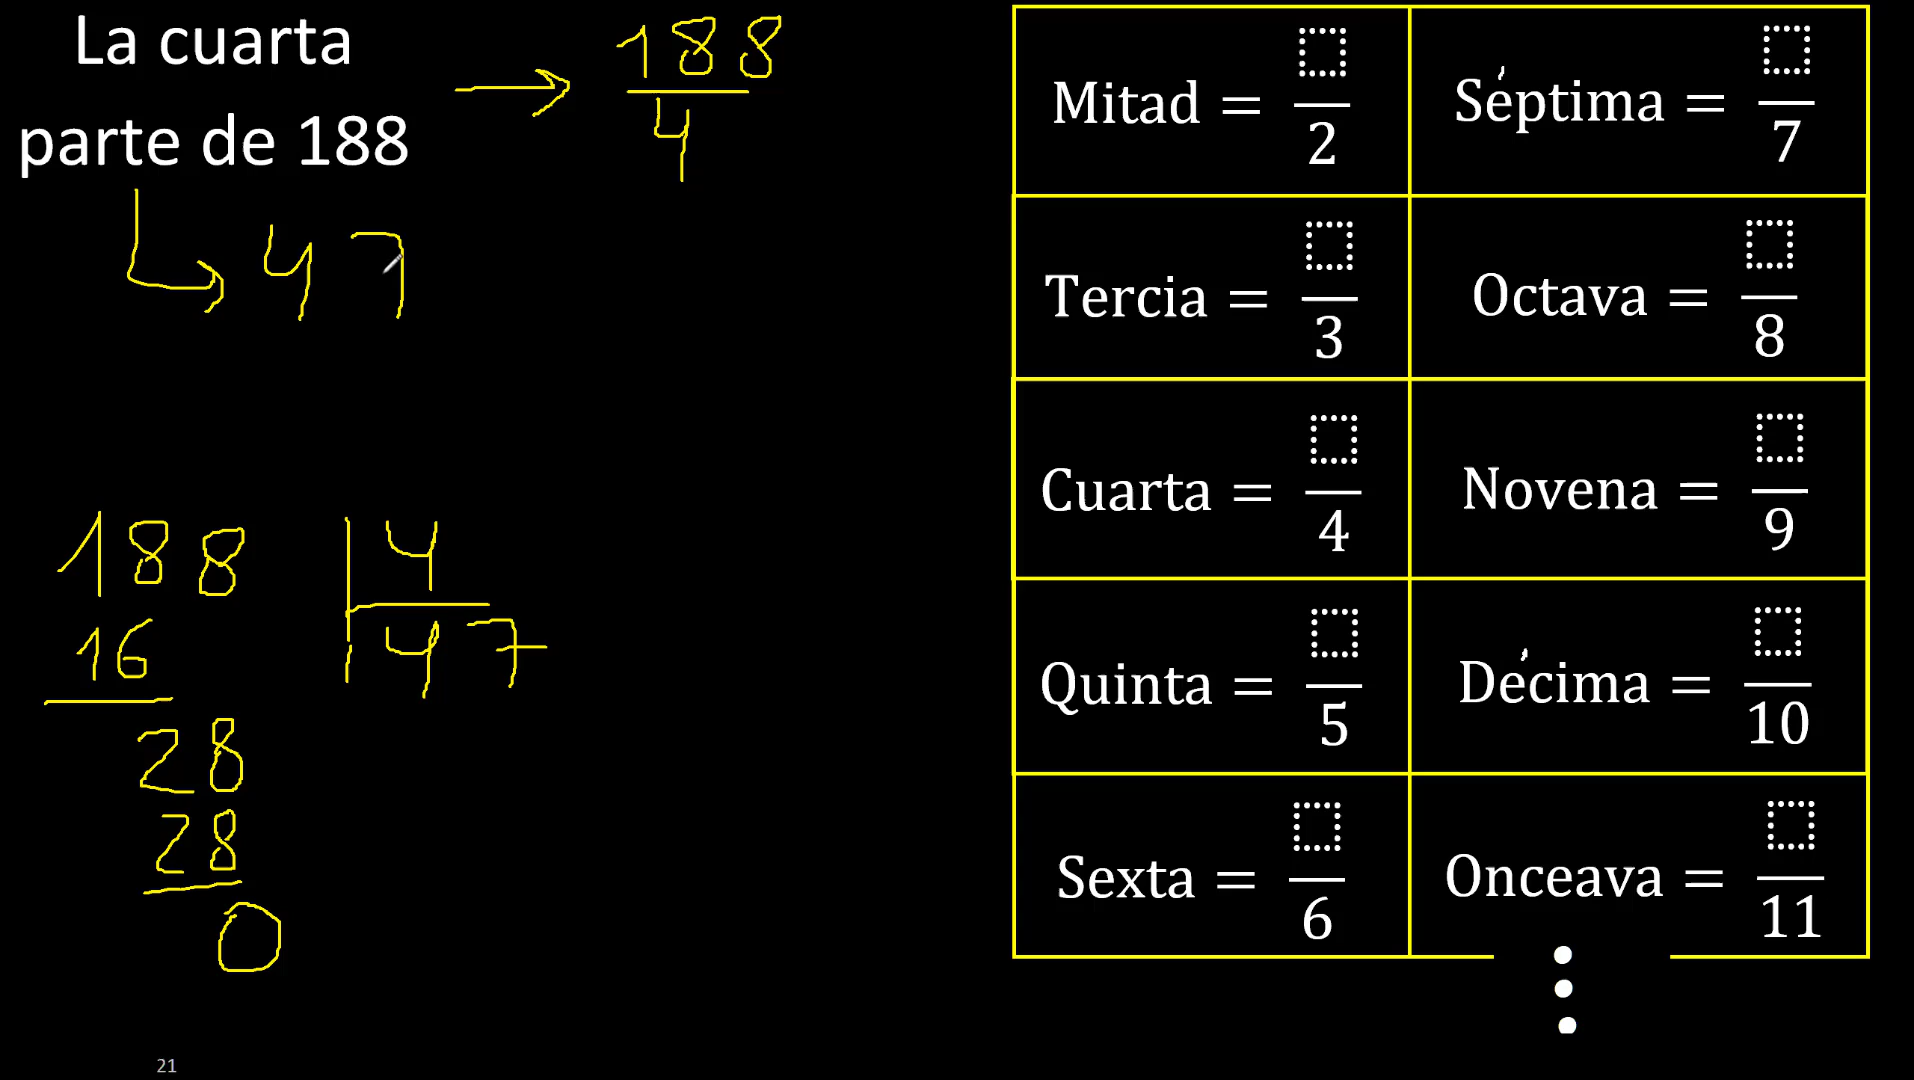 La cuarta
parte de 188
→ 188
4
47
188 4
16 47
28
28
0
Mitad = □/2
Séptima = □/7
Tercia = □/3
Octava = □/8
Cuarta = □/4
Novena = □/9
Quinta = □/5
Décima = □/10
Sexta = □/6
Onceava = □/11
21